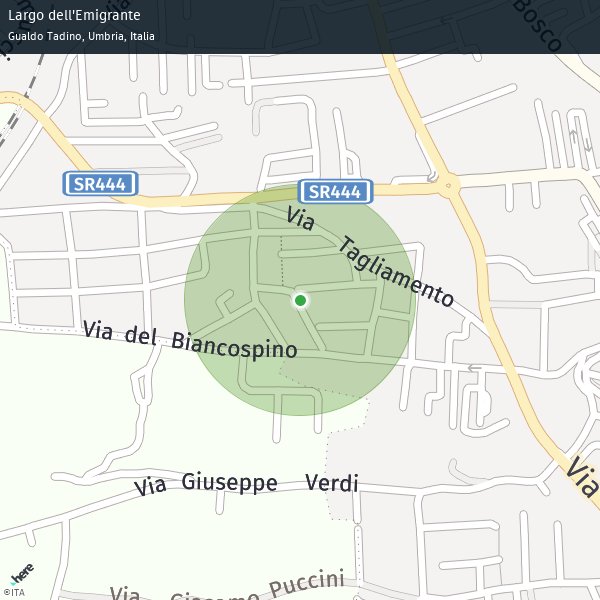 Largo dell'Emigrante
Gualdo Tadino, Umbria, Italia
Bosco
Via
SR444
SR444
Via Tagliamento
Via del Biancospino
Via Giuseppe Verdi
Via
Via Giacomo Puccini
here
©ITA